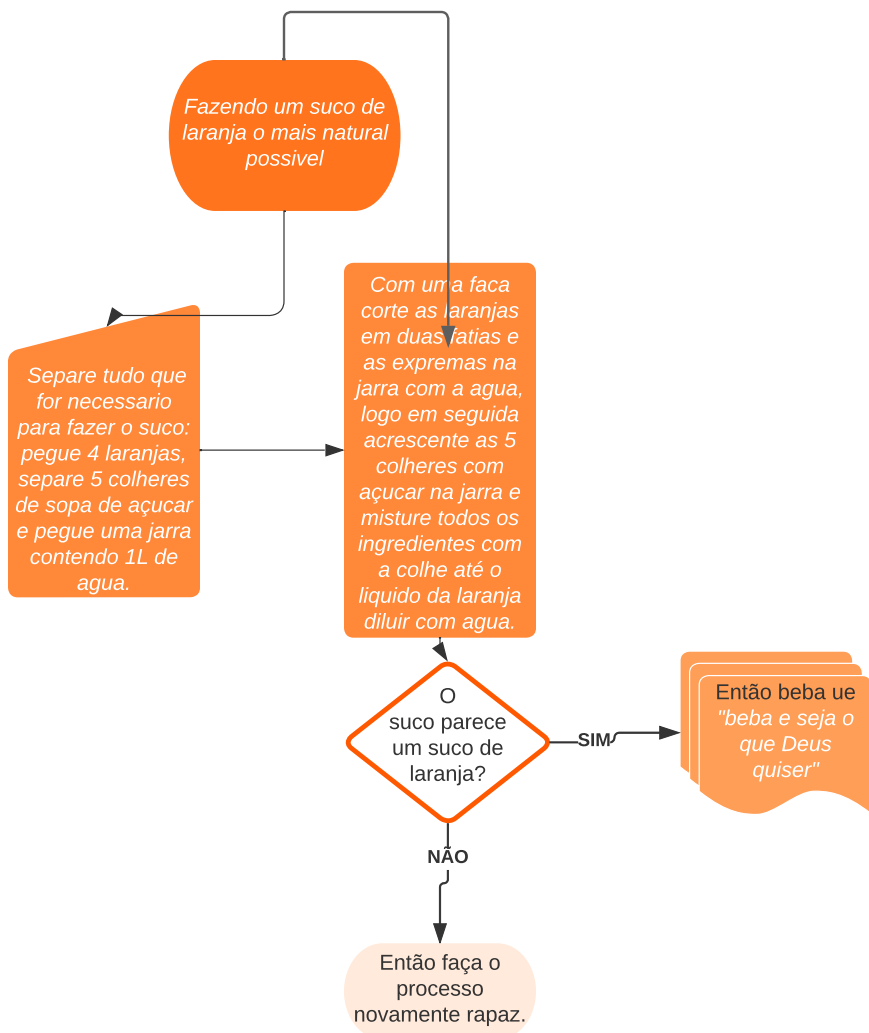 Fazendo um suco de
laranja o mais natural
possivel
Separe tudo que
for necessario
para fazer o suco:
pegue 4 laranjas,
separe 5 colheres
de sopa de açucar
e pegue uma jarra
contendo 1L de
agua.
Com uma faca
corte as laranjas
em duas fatias e
as expremas na
jarra com a agua,
logo em seguida
acrescente as 5
colheres com
açucar na jarra e
misture todos os
ingredientes com
a colhe até o
liquido da laranja
diluir com agua.
O
suco parece
um suco de
laranja?
SIM
Então beba ue
"beba e seja o
que Deus
quiser"
NÃO
Então faça o
processo
novamente rapaz.